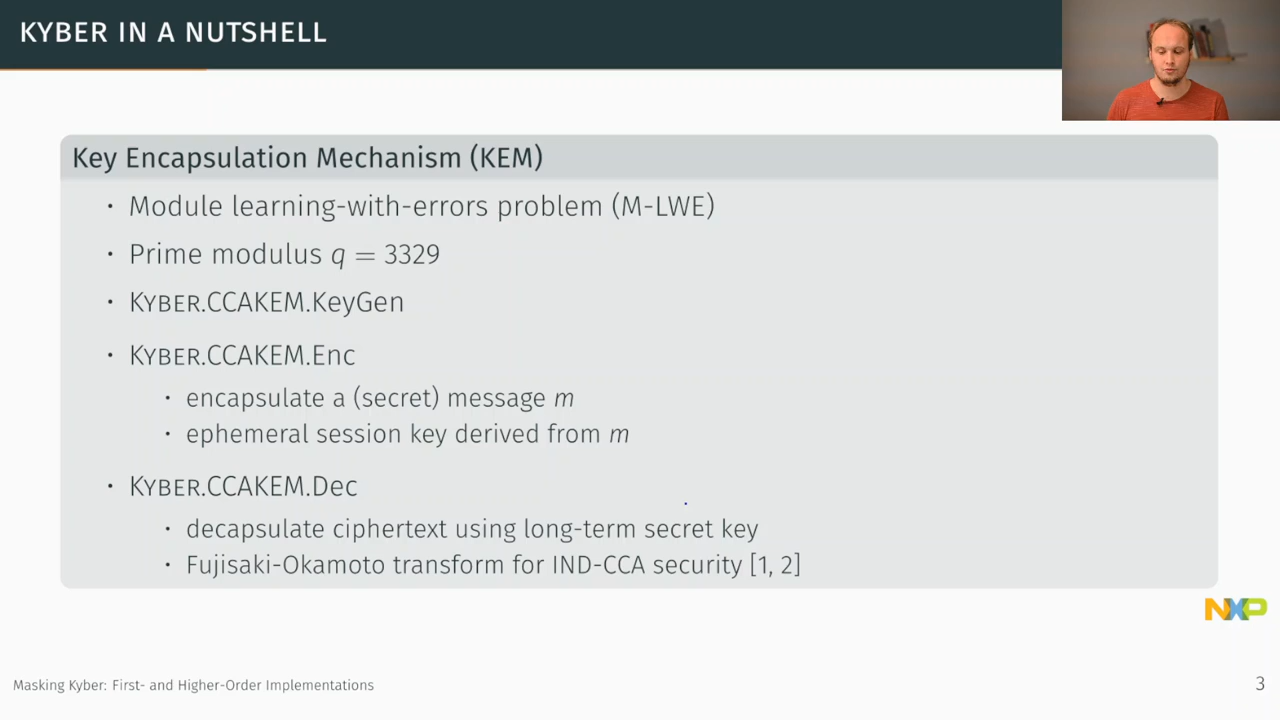 KYBER IN A NUTSHELL
Key Encapsulation Mechanism (KEM)
· Module learning-with-errors problem (M-LWE)
· Prime modulus q = 3329
· KYBER.CCAKEM.KeyGen
· KYBER.CCAKEM.Enc
· encapsulate a (secret) message m
· ephemeral session key derived from m
· KYBER.CCAKEM.Dec
· decapsulate ciphertext using long-term secret key
· Fujisaki-Okamoto transform for IND-CCA security [1, 2]
NXP
Masking Kyber: First- and Higher-Order Implementations
3